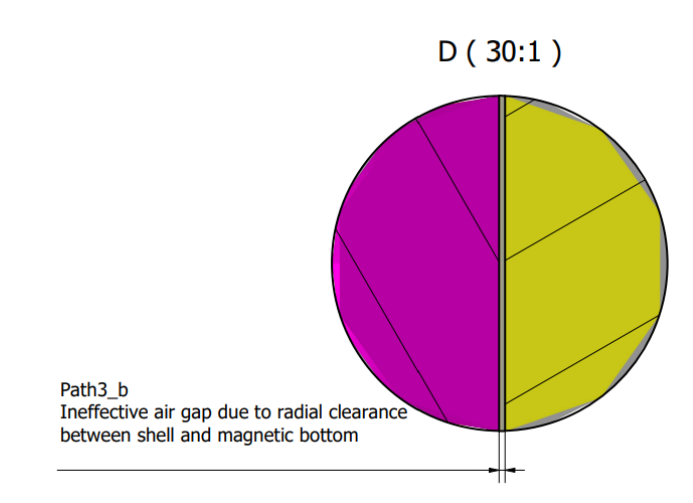 D ( 30:1 )
Path3_b
Ineffective air gap due to radial clearance
between shell and magnetic bottom